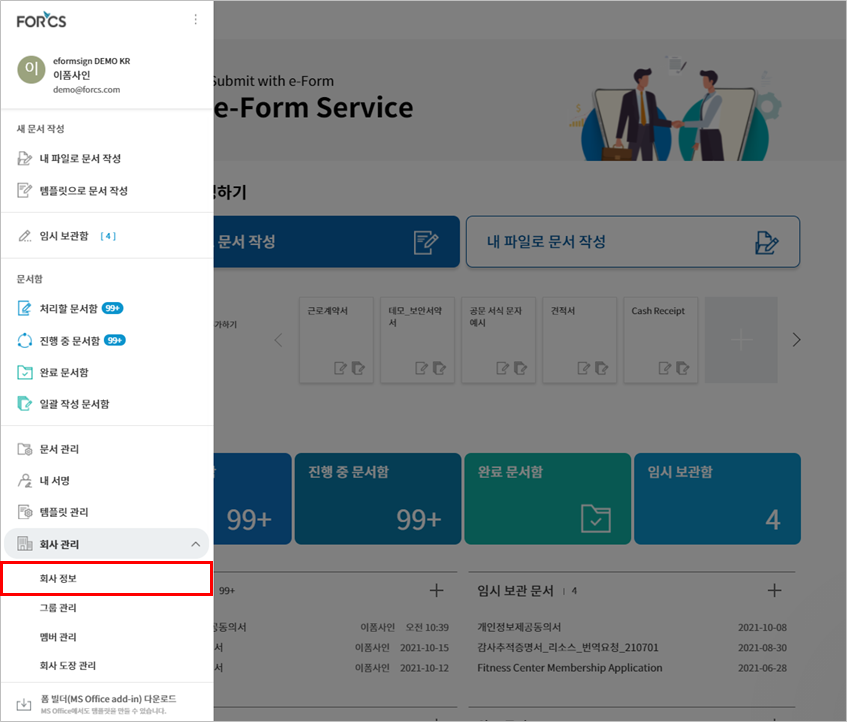 FORCS
이
eformsign DEMO KR
이폼사인
demo@forcs.com
새 문서 작성
내 파일로 문서 작성
템플릿으로 문서 작성
임시 보관함 [ 4 ]
문서함
처리할 문서함 99+
진행 중 문서함 99+
완료 문서함
일괄 작성 문서함
문서 관리
내 서명
템플릿 관리
회사 관리
회사 정보
그룹 관리
멤버 관리
회사 도장 관리
폼 빌더(MS Office add-in) 다운로드
MS Office에서도 템플릿을 만들 수 있습니다.
Submit with e-Form
e-Form Service
하기
문서 작성
내 파일로 문서 작성
가하기
근로계약서
데모_보안서약서
공문 서식 문자 예시
견적서
Cash Receipt
99+
진행 중 문서함
99+
완료 문서함
임시 보관함
4
99+
동의서 이폼사인 오전 10:39
서 이폼사인 2021-10-15
서 이폼사인 2021-10-12
임시 보관 문서 | 4
개인정보제공동의서 2021-10-08
감사추적증명서_리소스_번역요청_210701 2021-08-30
Fitness Center Membership Application 2021-06-28